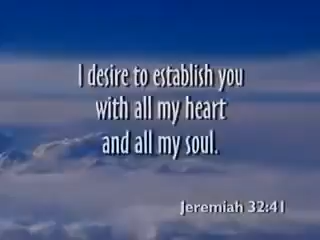 I desire to establish you
with all my heart
and all my soul.
Jeremiah 32:41